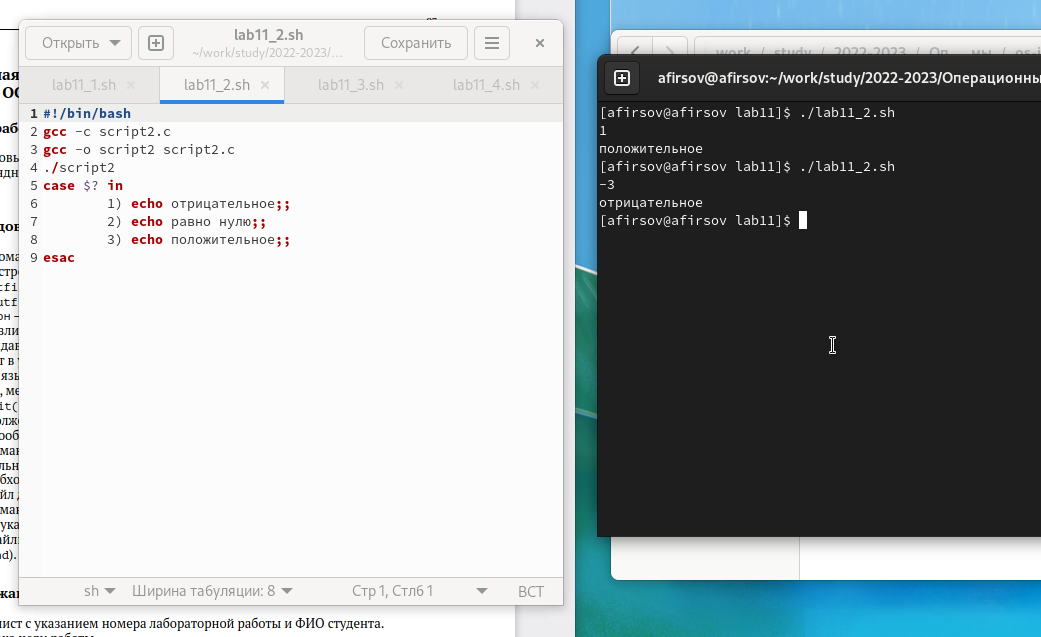 Открыть
lab11_2.sh
~/work/study/2022-2023/…
Сохранить
lab11_1.sh
lab11_2.sh
lab11_3.sh
lab11_4.sh
1 #!/bin/bash
2 gcc -c script2.c
3 gcc -o script2 script2.c
4 ./script2
5 case $? in
6 1) echo отрицательное;;
7 2) echo равно нулю;;
8 3) echo положительное;;
9 esac
sh
Ширина табуляции: 8
Стр 1, Стлб 1
ВСТ
ист с указанием номера лабораторной работы и ФИО студента.
work / study / 2022-2023 /
afirsov@afirsov:~/work/study/2022-2023/Операционны
[afirsov@afirsov lab11]$ ./lab11_2.sh
1
положительное
[afirsov@afirsov lab11]$ ./lab11_2.sh
-3
отрицательное
[afirsov@afirsov lab11]$